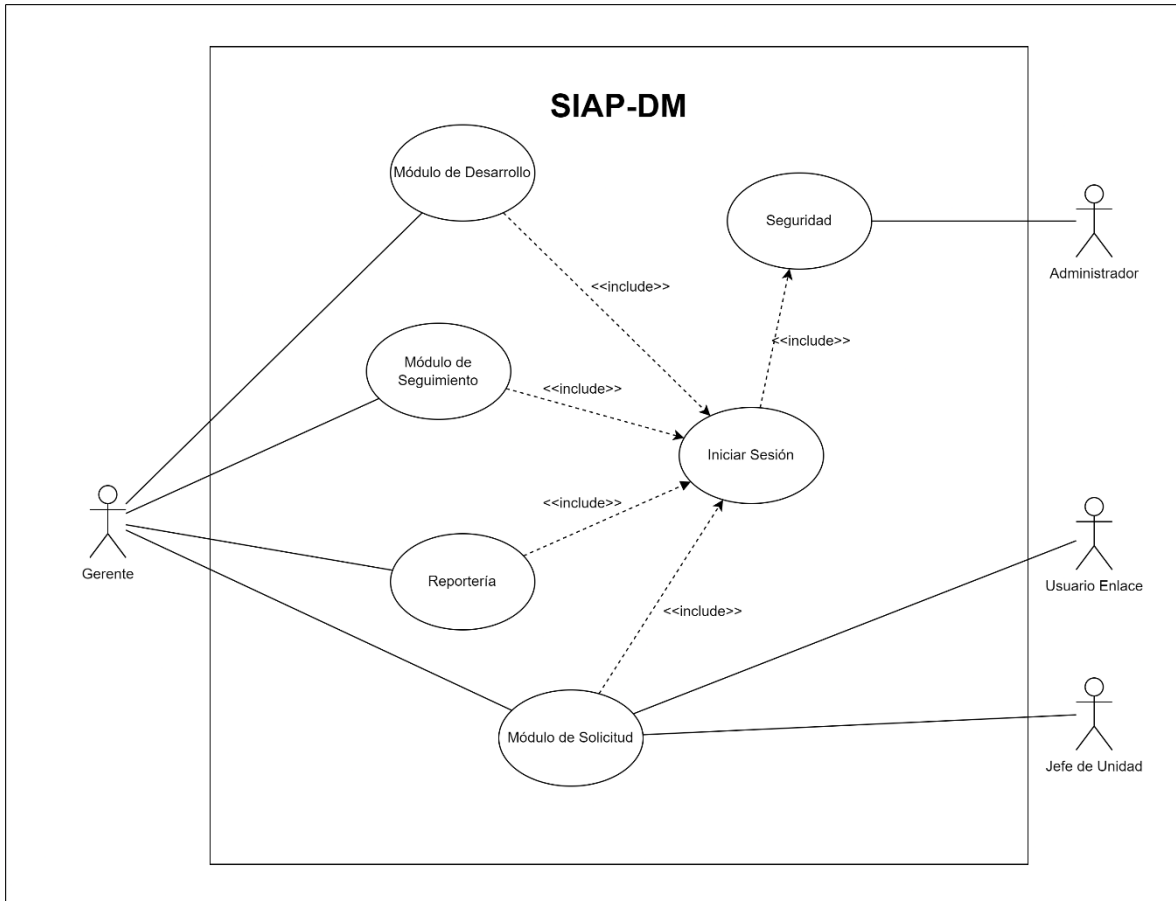 SIAP-DM
Módulo de Desarrollo
Seguridad
Administrador
<<include>>
<<include>>
Módulo de
Seguimiento
<<include>>
Iniciar Sesión
<<include>>
Gerente
Reportería
Usuario Enlace
<<include>>
Módulo de Solicitud
Jefe de Unidad